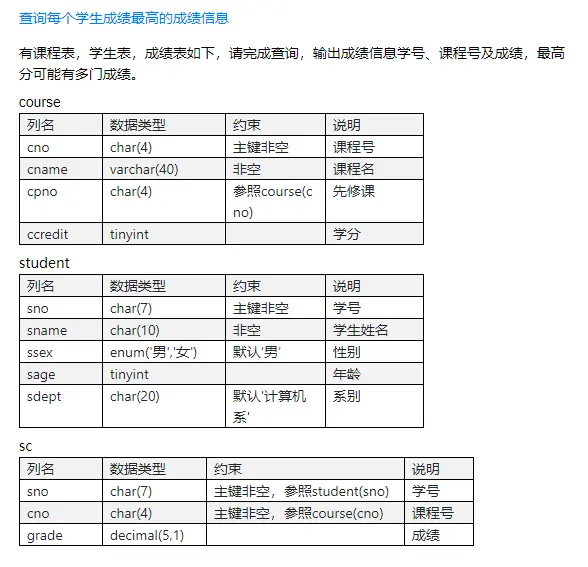 查询每个学生成绩最高的成绩信息
有课程表，学生表，成绩表如下，请完成查询，输出成绩信息学号、课程号及成绩，最高
分可能有多门成绩。
course
列名 数据类型 约束 说明
cno char(4) 主键非空 课程号
cname varchar(40) 非空 课程名
cpno char(4) 参照course(c 先修课
no)
ccredit tinyint 学分
student
列名 数据类型 约束 说明
sno char(7) 主键非空 学号
sname char(10) 非空 学生姓名
ssex enum('男','女') 默认'男' 性别
sage tinyint 年龄
sdept char(20) 默认'计算机 系别
系'
sc
列名 数据类型 约束 说明
sno char(7) 主键非空，参照student(sno) 学号
cno char(4) 主键非空，参照course(cno) 课程号
grade decimal(5,1) 成绩